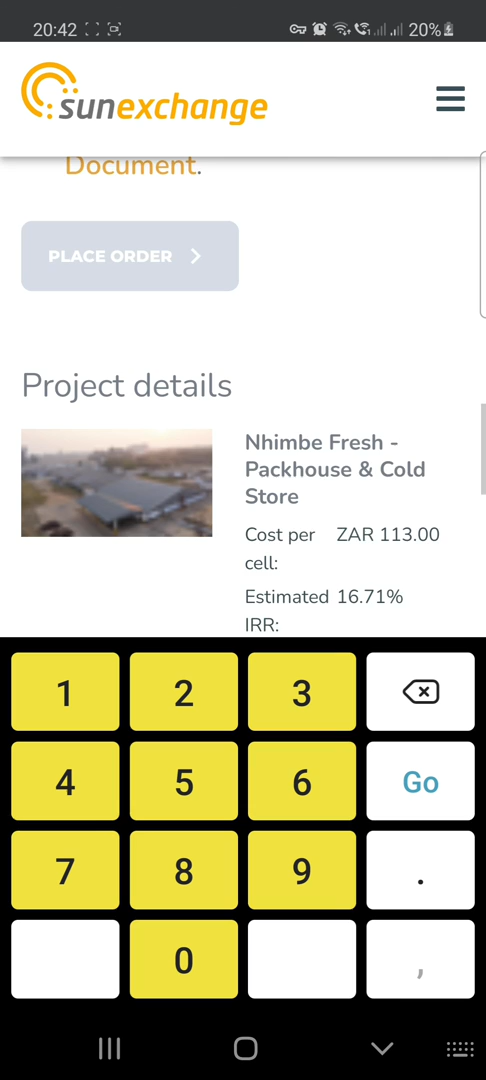 20:42 20%
sunexchange
Document.
PLACE ORDER
Project details
Nhimbe Fresh -
Packhouse & Cold
Store
Cost per ZAR 113.00
cell:
Estimated 16.71%
IRR:
1 2 3
4 5 6 Go
7 8 9 .
0 ,